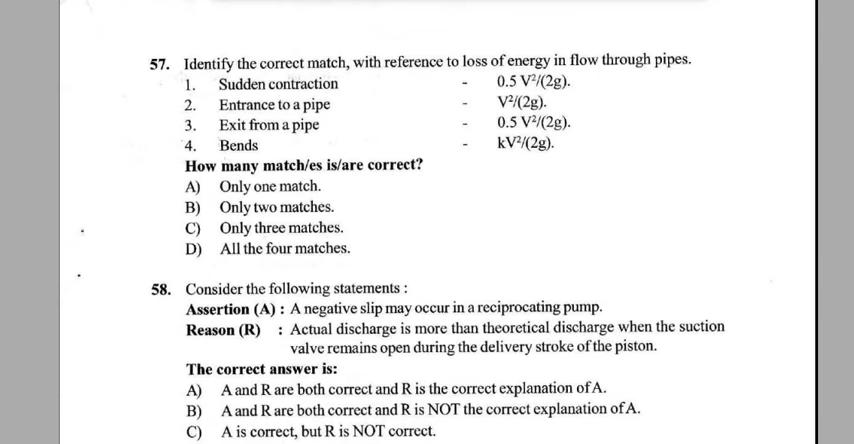 57. Identify the correct match, with reference to loss of energy in flow through pipes.
1. Sudden contraction - 0.5 V²/(2g).
2. Entrance to a pipe - V²/(2g).
3. Exit from a pipe - 0.5 V²/(2g).
4. Bends - kV²/(2g).
How many match/es is/are correct?
A) Only one match.
B) Only two matches.
C) Only three matches.
D) All the four matches.
58. Consider the following statements :
Assertion (A) : A negative slip may occur in a reciprocating pump.
Reason (R) : Actual discharge is more than theoretical discharge when the suction
valve remains open during the delivery stroke of the piston.
The correct answer is:
A) A and R are both correct and R is the correct explanation of A.
B) A and R are both correct and R is NOT the correct explanation of A.
C) A is correct, but R is NOT correct.